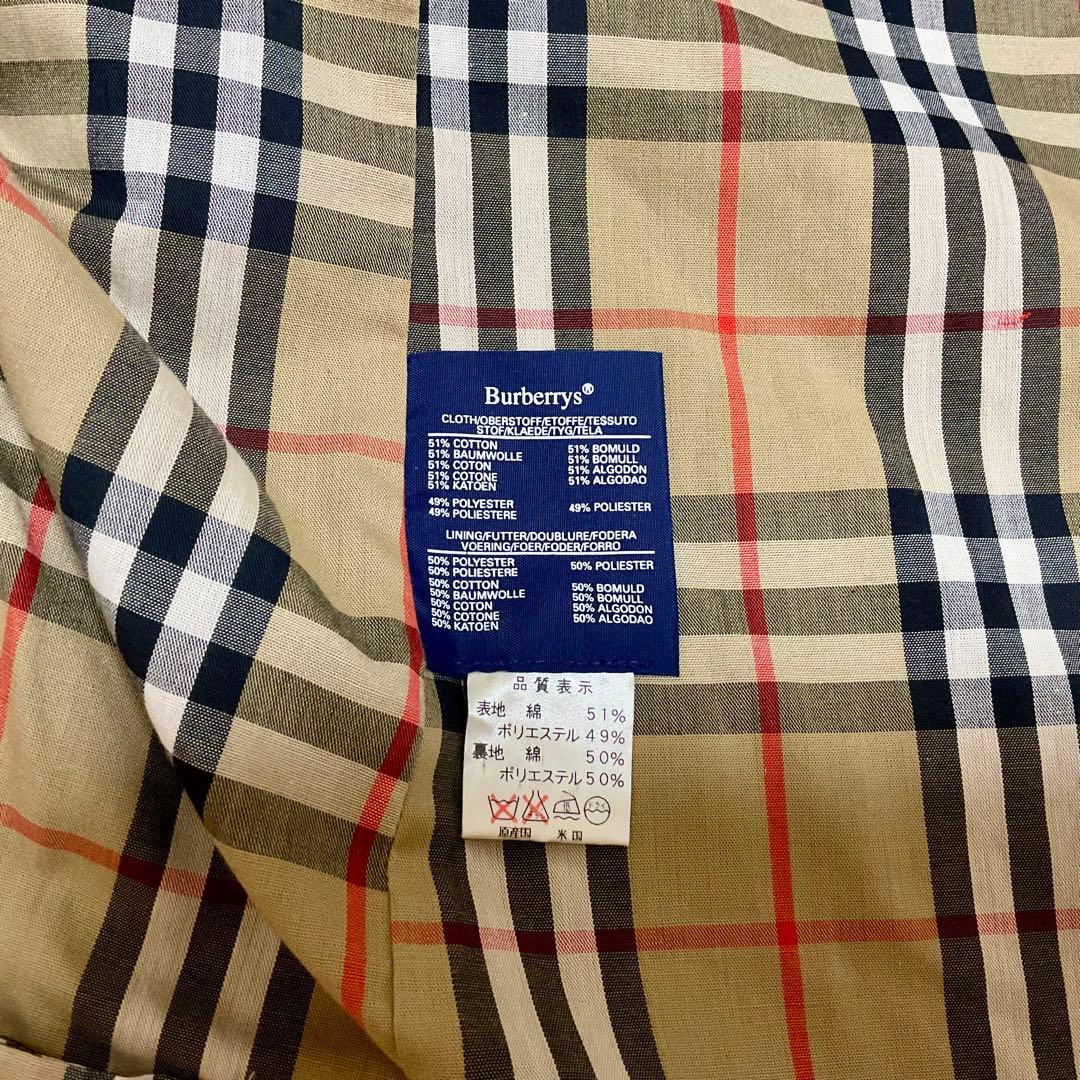 Burberrys®
CLOTH/OBERSTOFF/ETOFFE/TESSUTO
STOF/KLAEDE/TYG/TELA
51% COTTON
51% BAUMWOLLE
51% COTON
51% COTONE
51% KATOEN
51% BOMULD
51% BOMULL
51% ALGODON
51% ALGODAO
49% POLYESTER
49% POLIESTERE
49% POLIESTER
LINING/FUTTER/DOUBLURE/FODERA
VOERING/FOER/FODER/FORRO
50% POLYESTER
50% POLIESTERE
50% POLIESTER
50% COTTON
50% BAUMWOLLE
50% COTON
50% COTONE
50% KATOEN
50% BOMULD
50% BOMULL
50% ALGODON
50% ALGODAO
品質表示
表地 綿 51%
ポリエステル 49%
裏地 綿 50%
ポリエステル 50%
原産国 米国